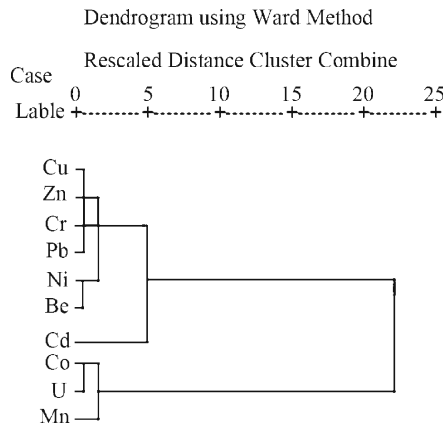 Dendrogram using Ward Method
Rescaled Distance Cluster Combine
Case
0 5 10 15 20 25
Lable
Cu
Zn
Cr
Pb
Ni
Be
Cd
Co
U
Mn